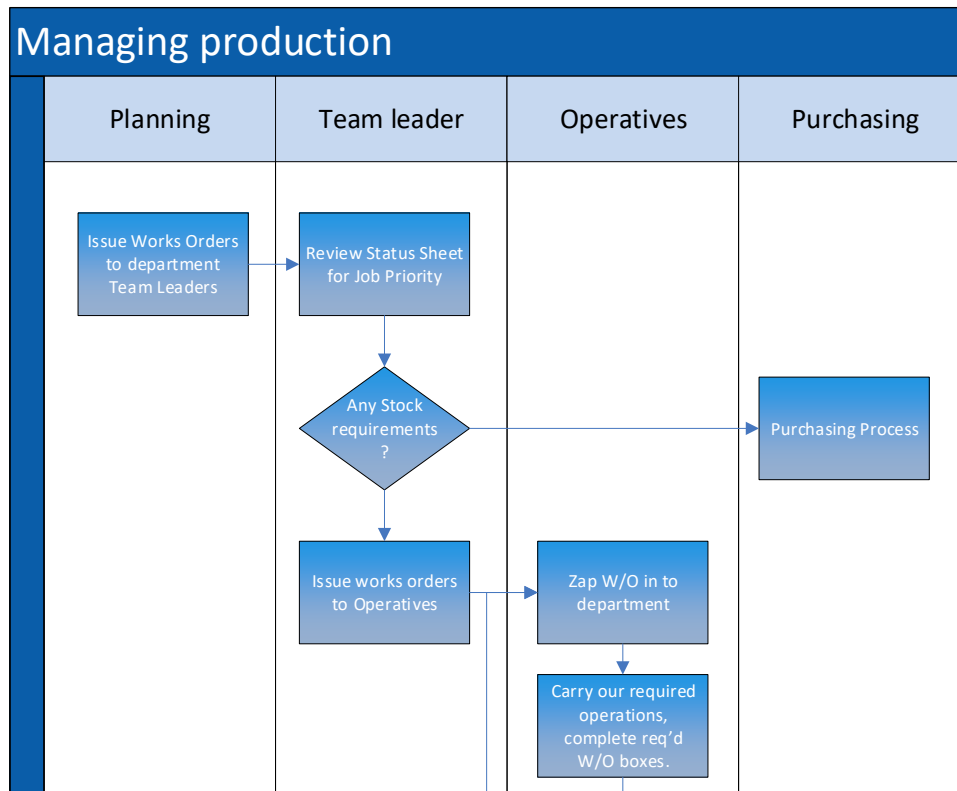 Managing production
Planning
Team leader
Operatives
Purchasing
Issue Works Orders
to department
Team Leaders
Review Status Sheet
for Job Priority
Any Stock
requirements
?
Purchasing Process
Issue works orders
to Operatives
Zap W/O in to
department
Carry our required
operations,
complete req’d
W/O boxes.